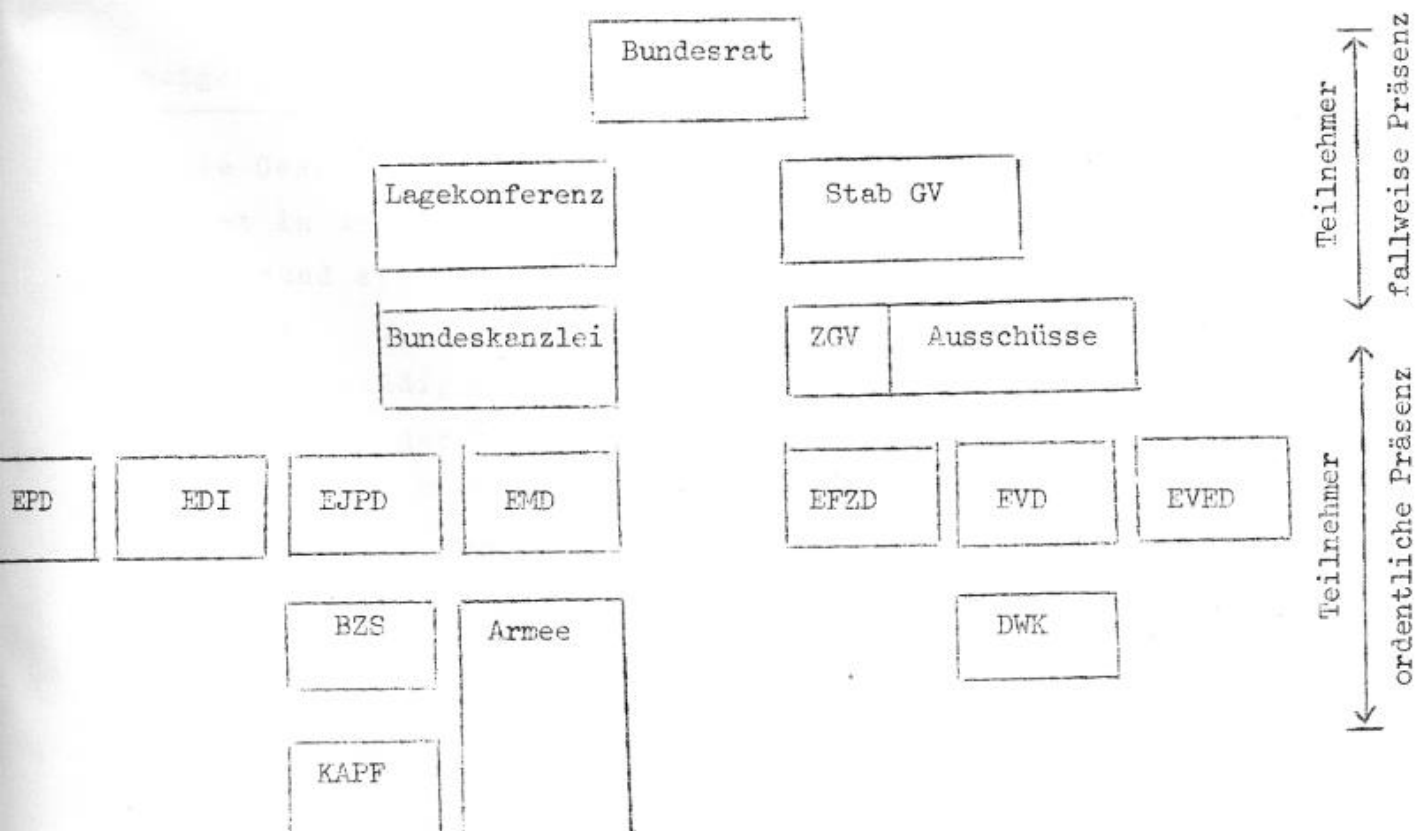 Bundesrat
Lagekonferenz
Stab GV
Bundeskanzlei
ZGV
Ausschüsse
EPD
EDI
EJPD
EMD
EFZD
EVD
EVED
BZS
Armee
DWK
KAPF
Teilnehmer
fallweise Präsenz
Teilnehmer
ordentliche Präsenz